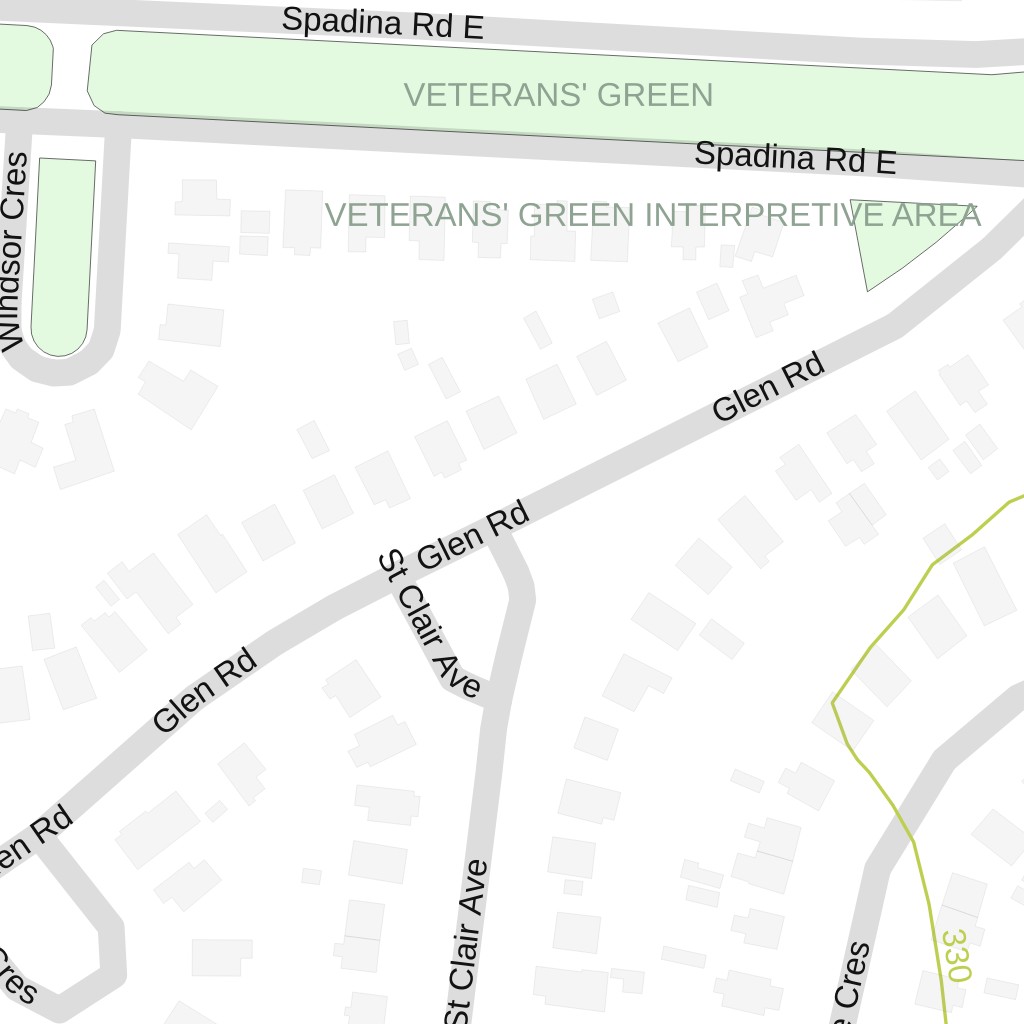 Spadina Rd E
VETERANS' GREEN
Spadina Rd E
Windsor Cres
VETERANS' GREEN INTERPRETIVE AREA
Glen Rd
Glen Rd
St Clair Ave
Glen Rd
en Rd
St Clair Ave
330
Cres
e Cres